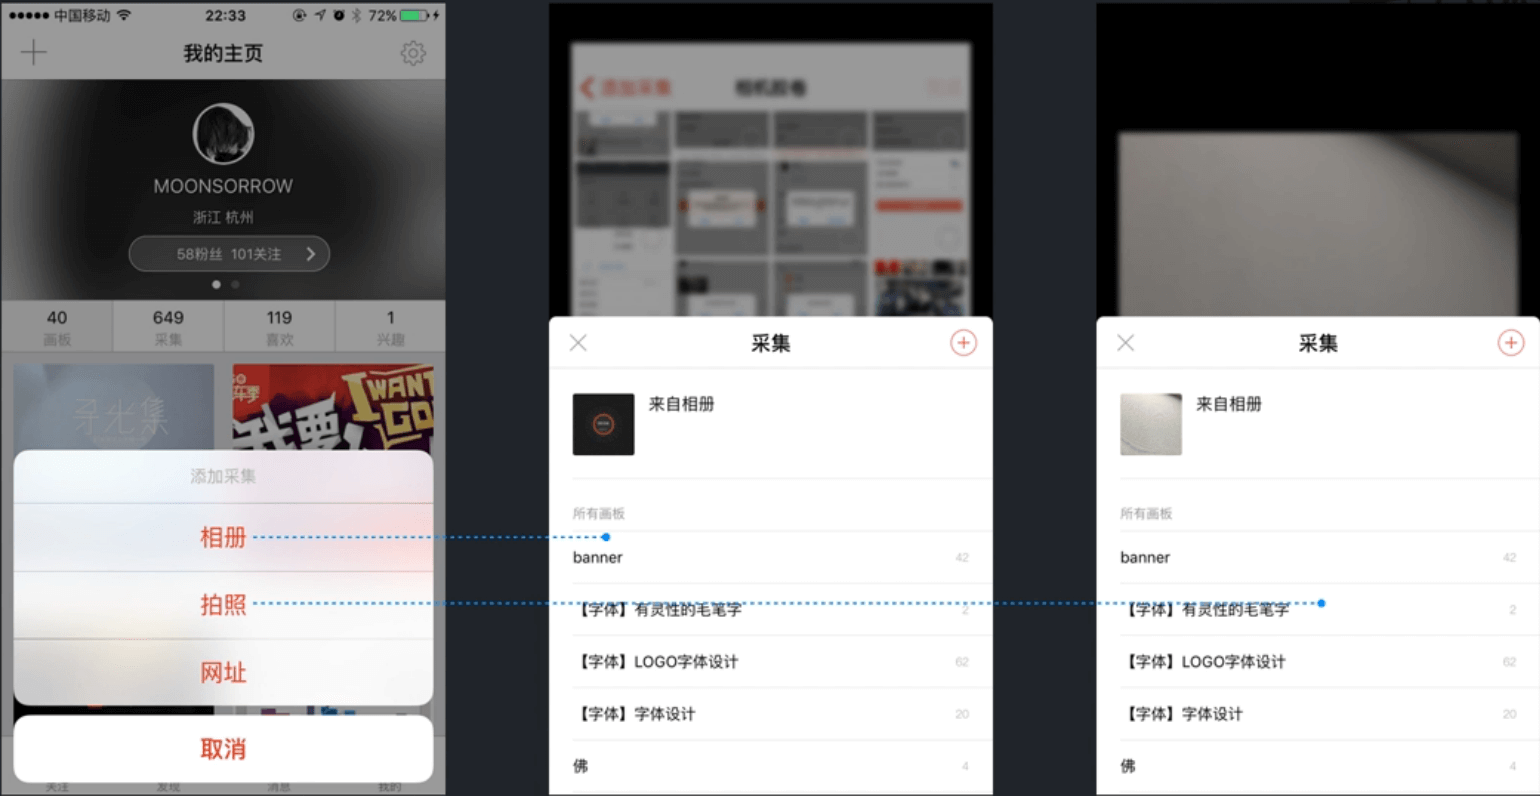 中国移动 22:33 72%
我的主页
MOONSORROW
浙江 杭州
58粉丝 101关注
40 649 119 1
画板 采集 喜欢 兴趣
寻光集
我要
I WANT
GO
添加采集
相册
拍照
网址
取消
关注 发现 消息 我的
添加采集 相机胶卷
采集
来自相册
所有画板
banner 42
【字体】有灵性的毛笔字 2
【字体】LOGO字体设计 62
【字体】字体设计 20
佛 4
采集
来自相册
所有画板
banner 42
【字体】有灵性的毛笔字 2
【字体】LOGO字体设计 62
【字体】字体设计 20
佛 4